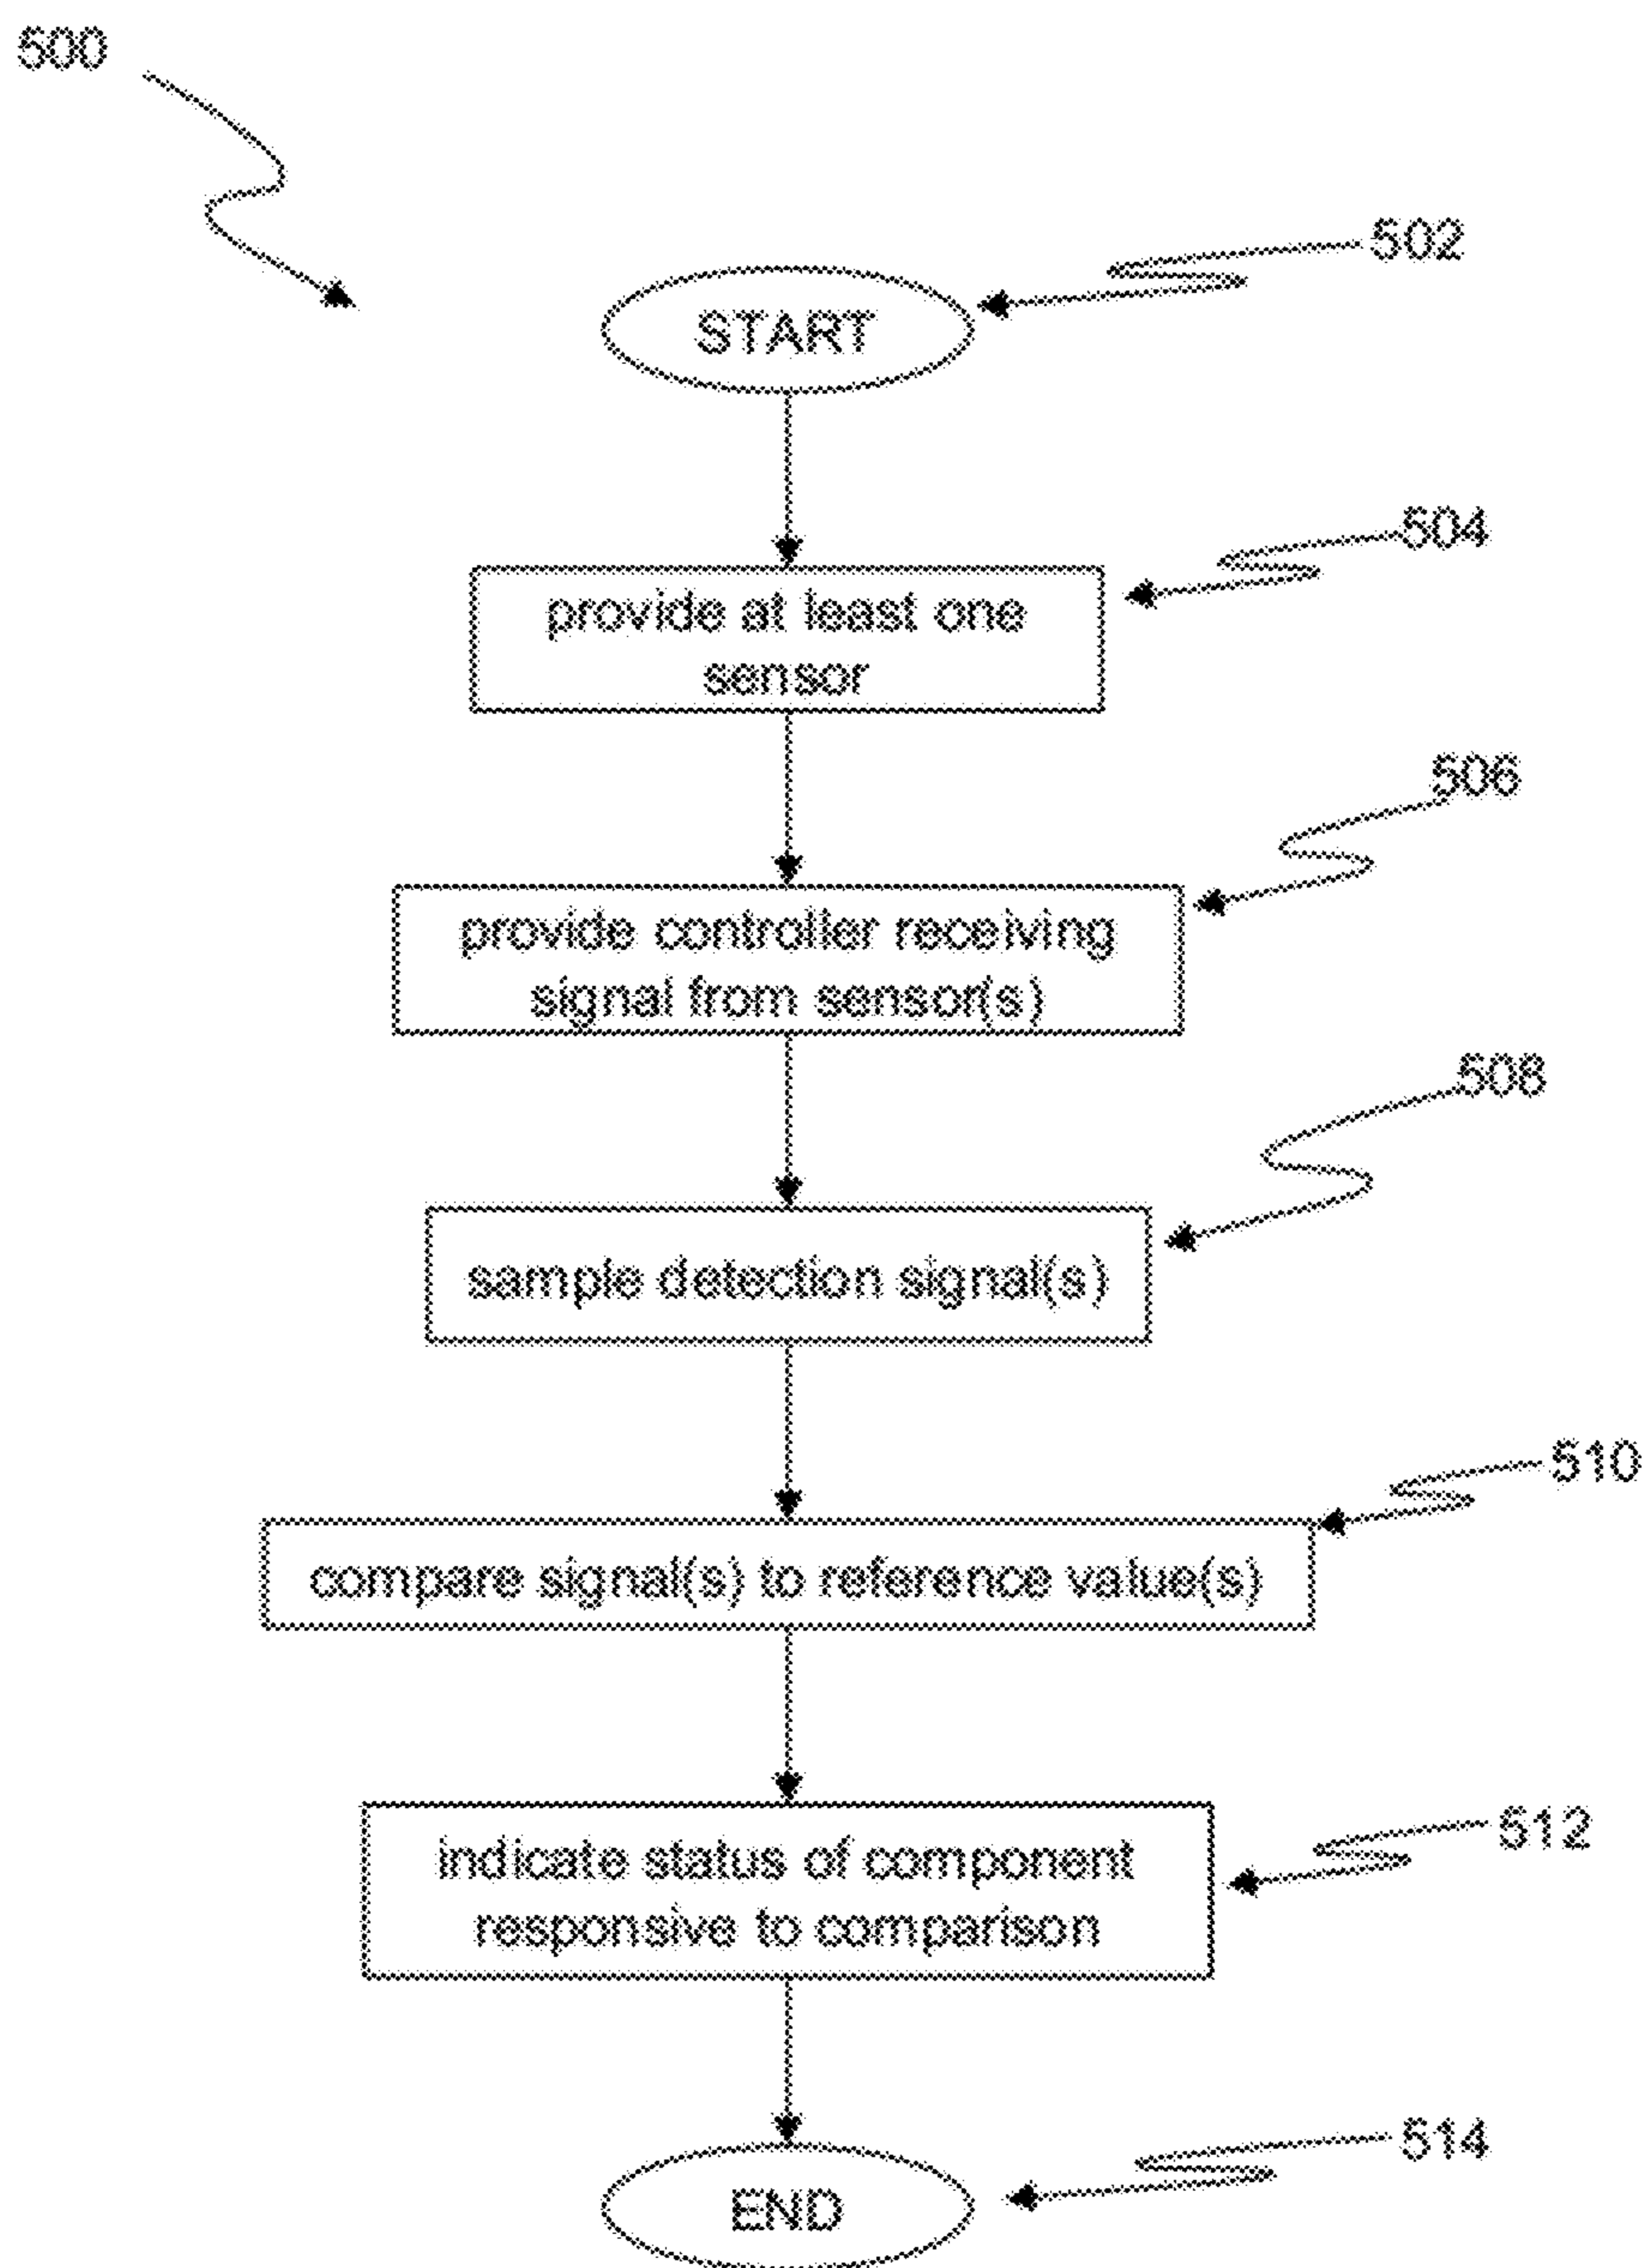 500
502
START
504
provide at least one
sensor
506
provide controller receiving
signal from sensor(s)
508
sample detection signal(s)
510
compare signal(s) to reference value(s)
512
indicate status of component
responsive to comparison
514
END